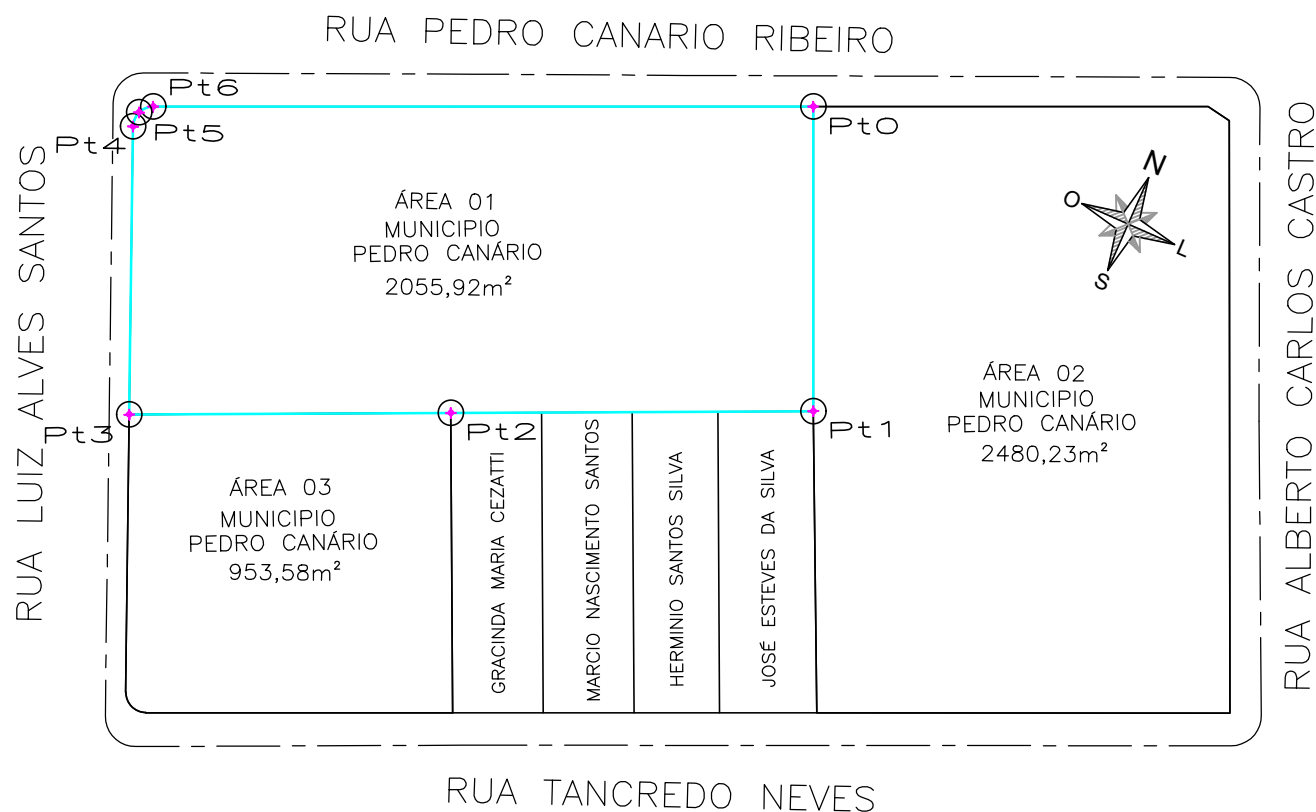 RUA PEDRO CANARIO RIBEIRO
Pt6
Pt5
Pt4
Pt0
RUA LUIZ ALVES SANTOS
RUA ALBERTO CARLOS CASTRO
N
O
L
S
ÁREA 01
MUNICIPIO
PEDRO CANÁRIO
2055,92m²
ÁREA 02
MUNICIPIO
PEDRO CANÁRIO
2480,23m²
Pt3
Pt2
Pt1
ÁREA 03
MUNICIPIO
PEDRO CANÁRIO
953,58m²
GRACINDA MARIA CEZATTI
MARCIO NASCIMENTO SANTOS
HERMINIO SANTOS SILVA
JOSÉ ESTEVES DA SILVA
RUA TANCREDO NEVES